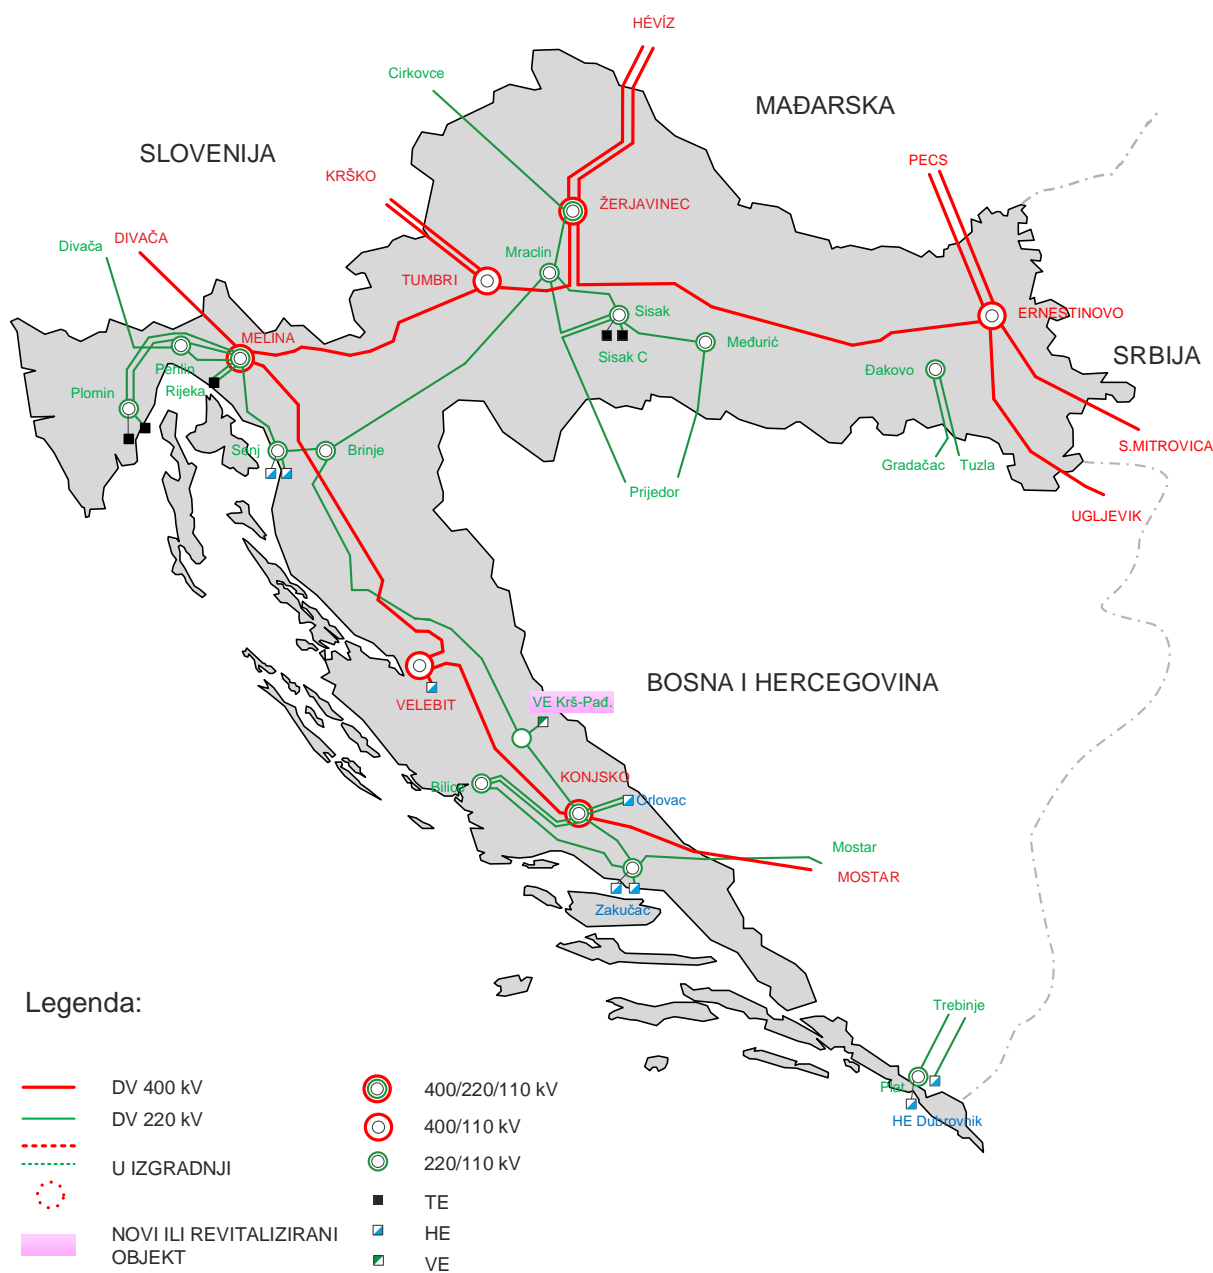 HÉVÍZ
Cirkovce
MAĐARSKA
SLOVENIJA
PECS
KRŠKO
ŽERJAVINEC
DIVAČA
Divača
Mraclin
TUMBRI
Sisak
ERNESTINOVO
MELINA
Međurić
Sisak C
SRBIJA
Pehlin
Đakovo
Rijeka
Plomin
S.MITROVICA
Senj
Brinje
Gradačac
Tuzla
Prijedor
UGLJEVIK
BOSNA I HERCEGOVINA
VELEBIT
VE Krš-Pađ.
KONJSKO
Bilice
Orlovac
Mostar
MOSTAR
Zakučac
Legenda:
Trebinje
Plat
HE Dubrovnik
DV 400 kV
400/220/110 kV
DV 220 kV
400/110 kV
U IZGRADNJI
220/110 kV
TE
NOVI ILI REVITALIZIRANI
OBJEKT
HE
VE